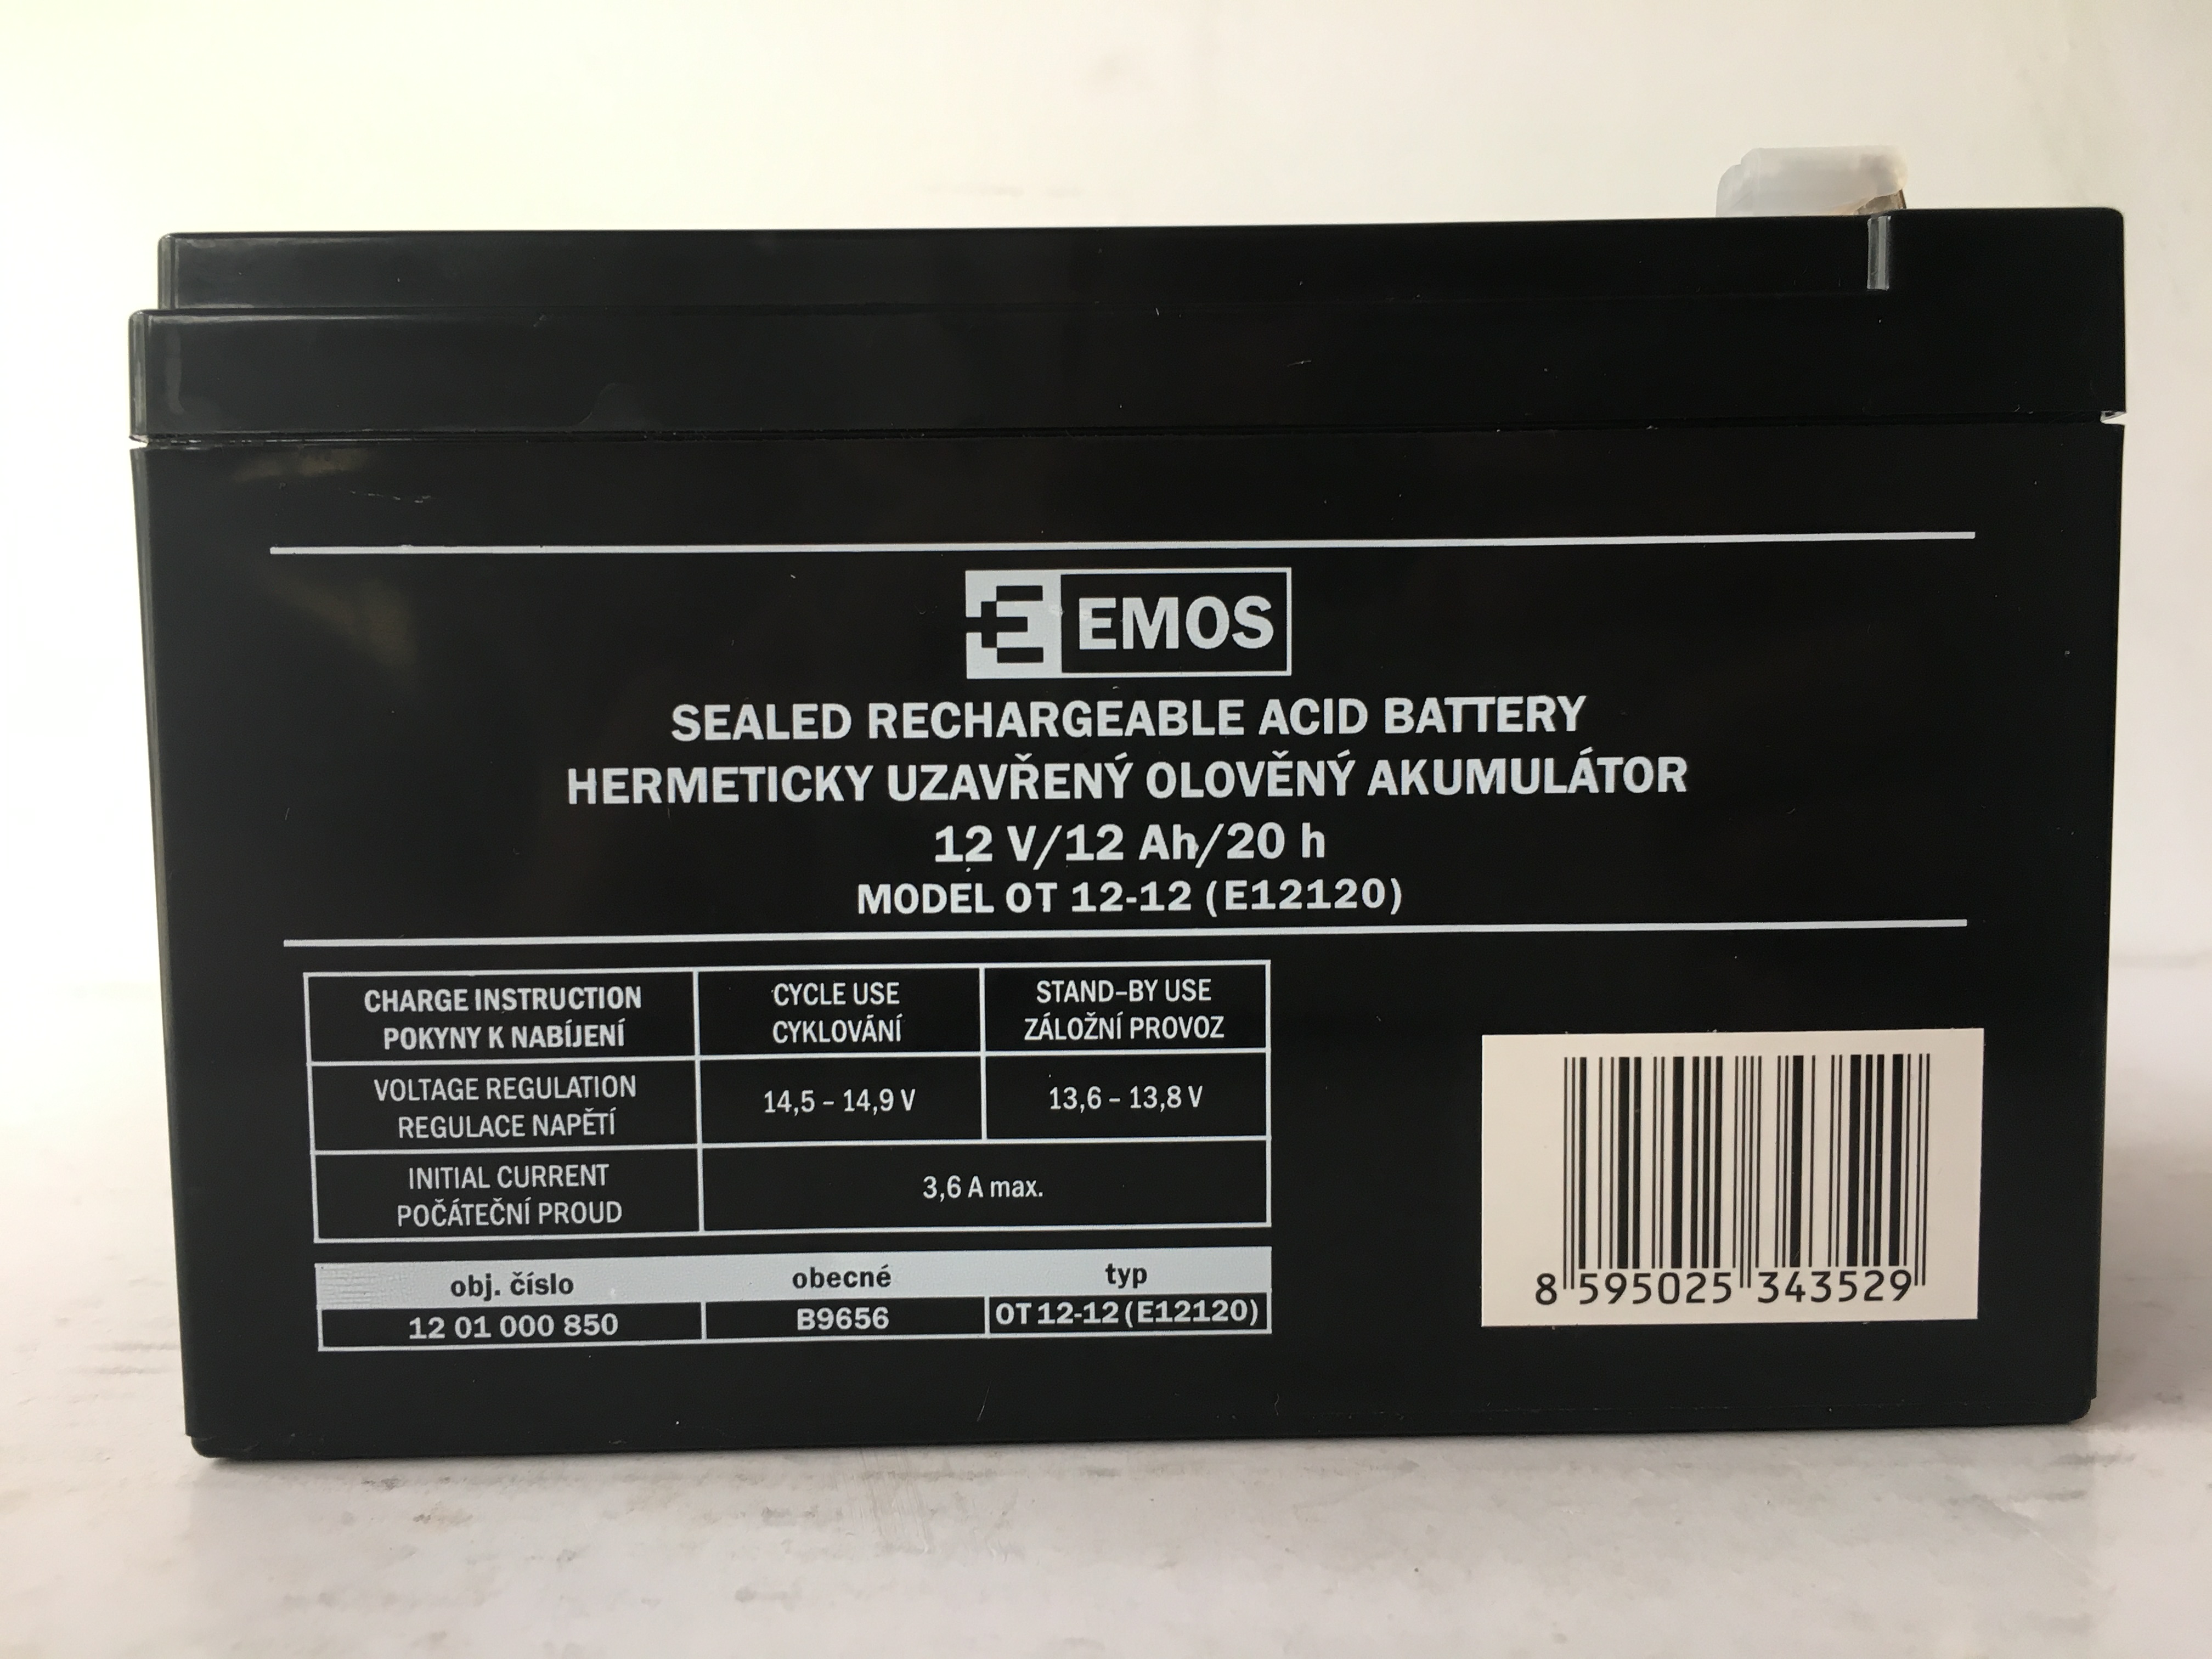 EMOS
SEALED RECHARGEABLE ACID BATTERY
HERMETICKY UZAVŘENÝ OLOVĚNÝ AKUMULÁTOR
12 V/12 Ah/20 h
MODEL OT 12-12 (E12120)
CHARGE INSTRUCTION
POKYNY K NABÍJENÍ
CYCLE USE
CYKLOVÁNÍ
STAND-BY USE
ZÁLOŽNÍ PROVOZ
VOLTAGE REGULATION
REGULACE NAPĚTÍ
14,5 – 14,9 V
13,6 – 13,8 V
INITIAL CURRENT
POČÁTEČNÍ PROUD
3,6 A max.
obj. číslo obecné typ
12 01 000 850 B9656 OT 12-12 (E12120)
8 595025 343529